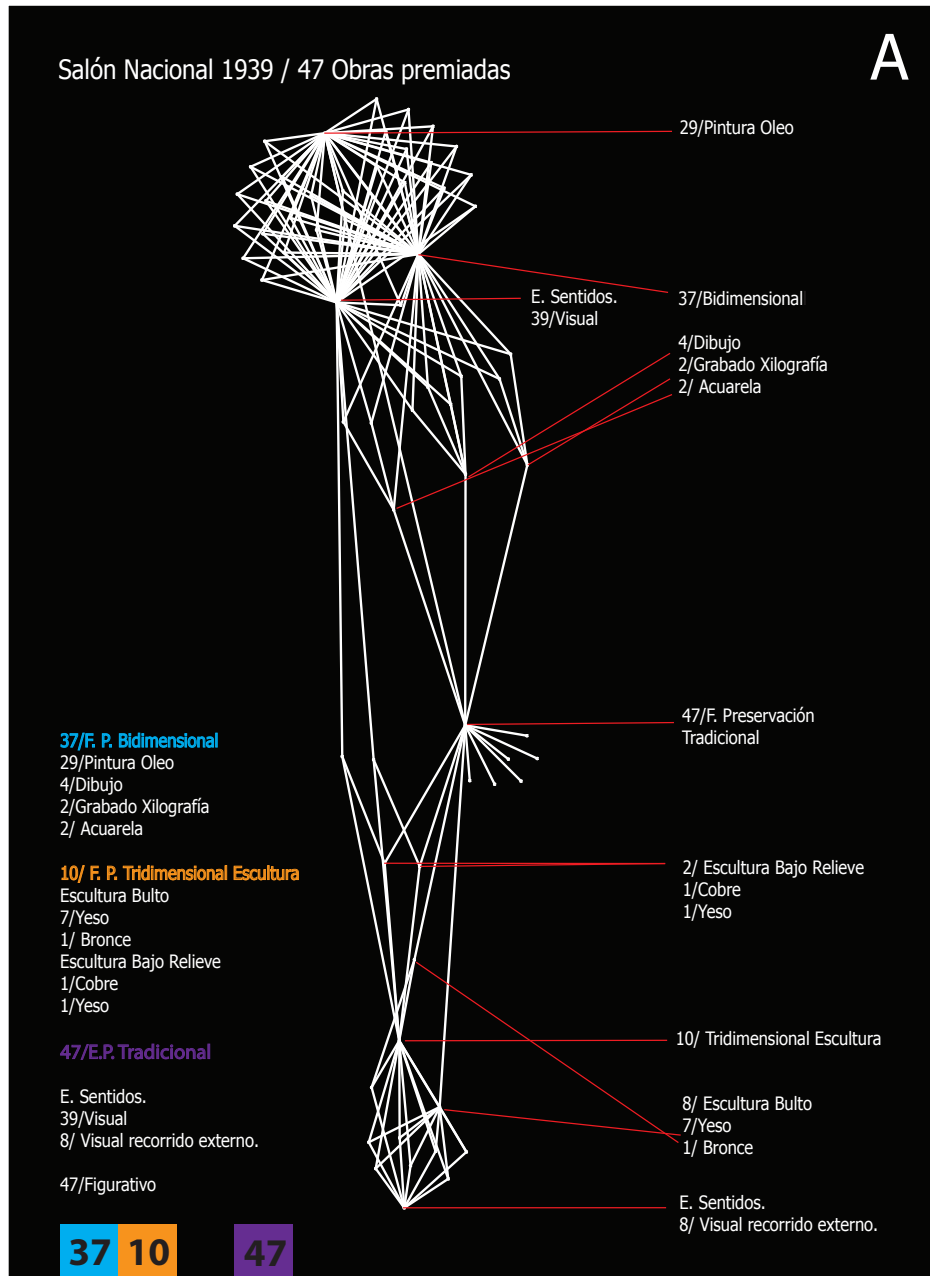 Salón Nacional 1939 / 47 Obras premiadas
A
29/Pintura Oleo
E. Sentidos.
39/Visual
37/Bidimensional
4/Dibujo
2/Grabado Xilografía
2/ Acuarela
47/F. Preservación
Tradicional
37/F. P. Bidimensional
29/Pintura Oleo
4/Dibujo
2/Grabado Xilografía
2/ Acuarela
10/ F. P. Tridimensional Escultura
Escultura Bulto
7/Yeso
1/ Bronce
Escultura Bajo Relieve
1/Cobre
1/Yeso
47/E.P. Tradicional
E. Sentidos.
39/Visual
8/ Visual recorrido externo.
47/Figurativo
37 10 47
2/ Escultura Bajo Relieve
1/Cobre
1/Yeso
10/ Tridimensional Escultura
8/ Escultura Bulto
7/Yeso
1/ Bronce
E. Sentidos.
8/ Visual recorrido externo.